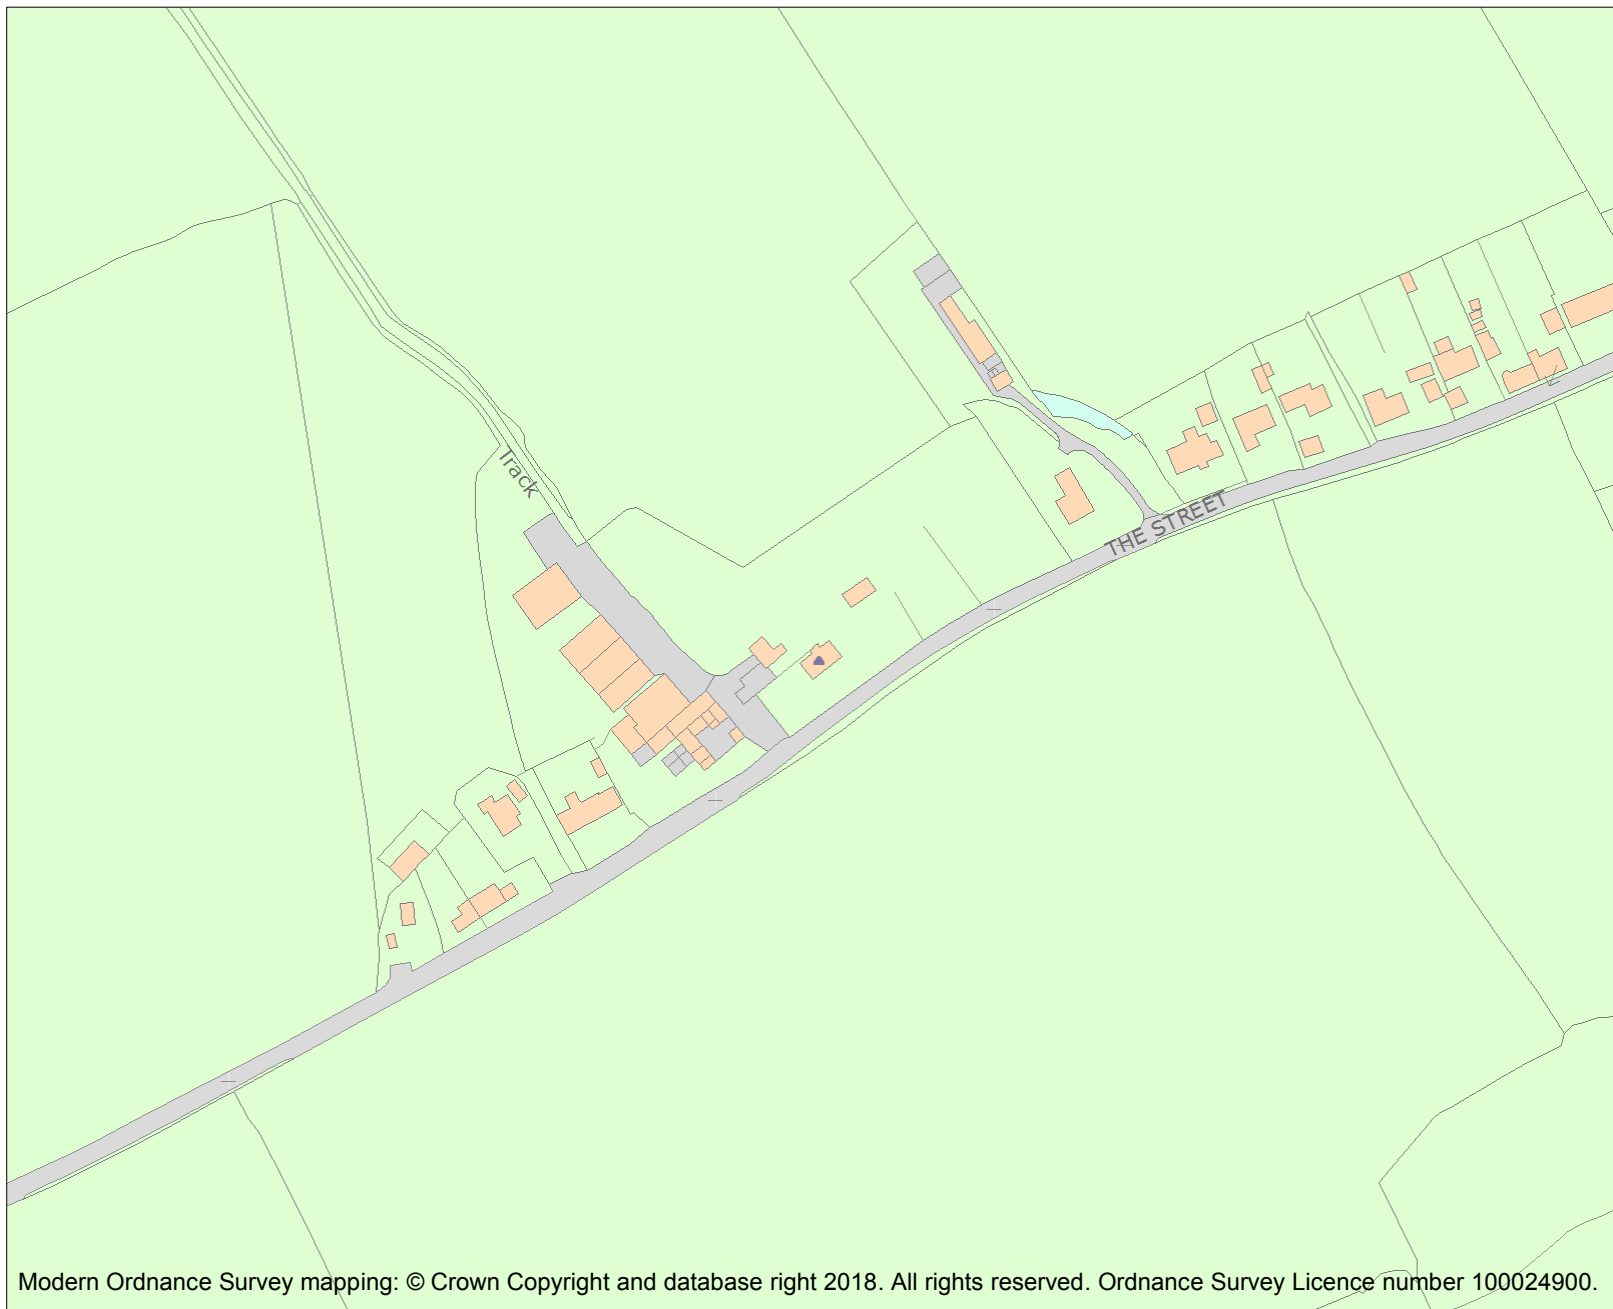 Track
THE STREET
Modern Ordnance Survey mapping: © Crown Copyright and database right 2018. All rights reserved. Ordnance Survey Licence number 100024900.